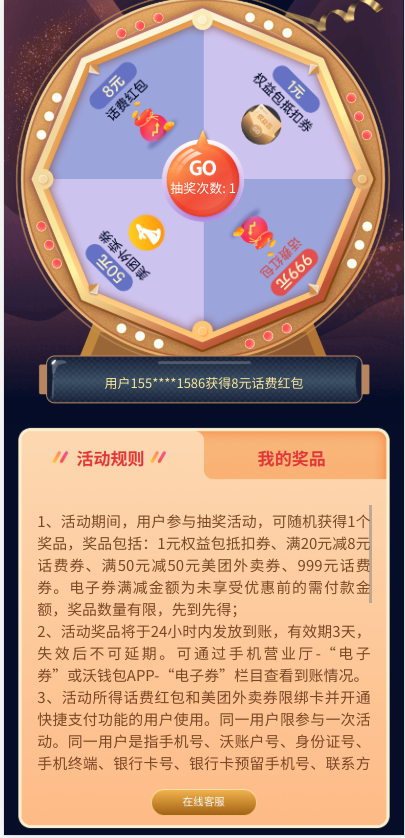 8元
话费红包
1元
权益包抵扣券
GO
抽奖次数: 1
50元
美团外卖券
999元
话费红包
用户155****1586获得8元话费红包
活动规则
我的奖品
1、活动期间，用户参与抽奖活动，可随机获得1个
奖品，奖品包括：1元权益包抵扣券、满20元减8元
话费券、满50元减50元美团外卖券、999元话费
券。电子券满减金额为未享受优惠前的需付款金
额，奖品数量有限，先到先得；
2、活动奖品将于24小时内发放到账，有效期3天，
失效后不可延期。可通过手机营业厅-“电子
券”或沃钱包APP-“电子券”栏目查看到账情况。
3、活动所得话费红包和美团外卖券限绑卡并开通
快捷支付功能的用户使用。同一用户限参与一次活
动。同一用户是指手机号、沃账户号、身份证号、
手机终端、银行卡号、银行卡预留手机号、联系方
在线客服